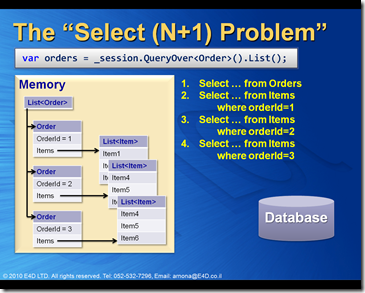 The “Select (N+1) Problem”
var orders = _session.QueryOver<Order>().List();
Memory
List<Order>
Order
OrderId = 1
Items
Order
OrderId = 2
Items
Order
OrderId = 3
Items
List<Item>
Item1
List<Item>
Item4
Item5
List<Item>
Item4
Item5
Item6
1. Select ... from Orders
2. Select ... from Items
where orderId=1
3. Select ... from Items
where orderId=2
4. Select ... from Items
where orderId=3
Database
© 2010 E4D LTD. All rights reserved. Tel: 052-532-7296, Email: amona@E4D.co.il